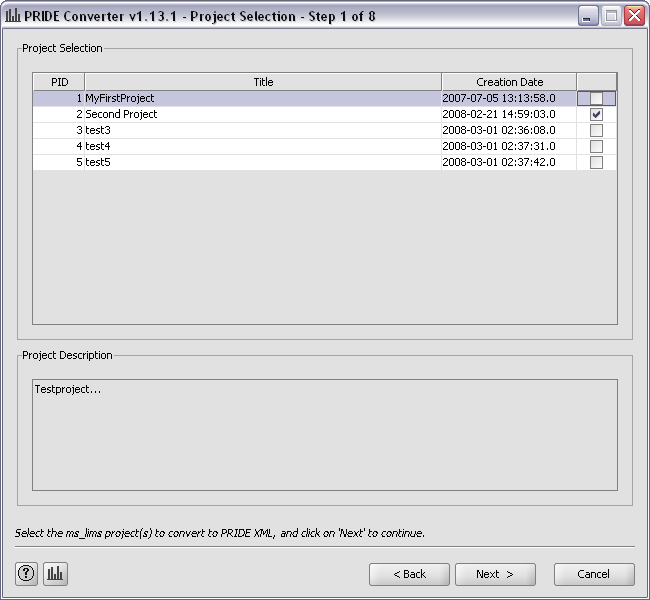 PRIDE Converter v1.13.1 - Project Selection - Step 1 of 8
Project Selection
PID Title Creation Date
1 MyFirstProject 2007-07-05 13:13:58.0
2 Second Project 2008-02-21 14:59:03.0
3 test3 2008-03-01 02:36:08.0
4 test4 2008-03-01 02:37:31.0
5 test5 2008-03-01 02:37:42.0
Project Description
Testproject...
Select the ms_lims project(s) to convert to PRIDE XML, and click on 'Next' to continue.
? < Back Next > Cancel